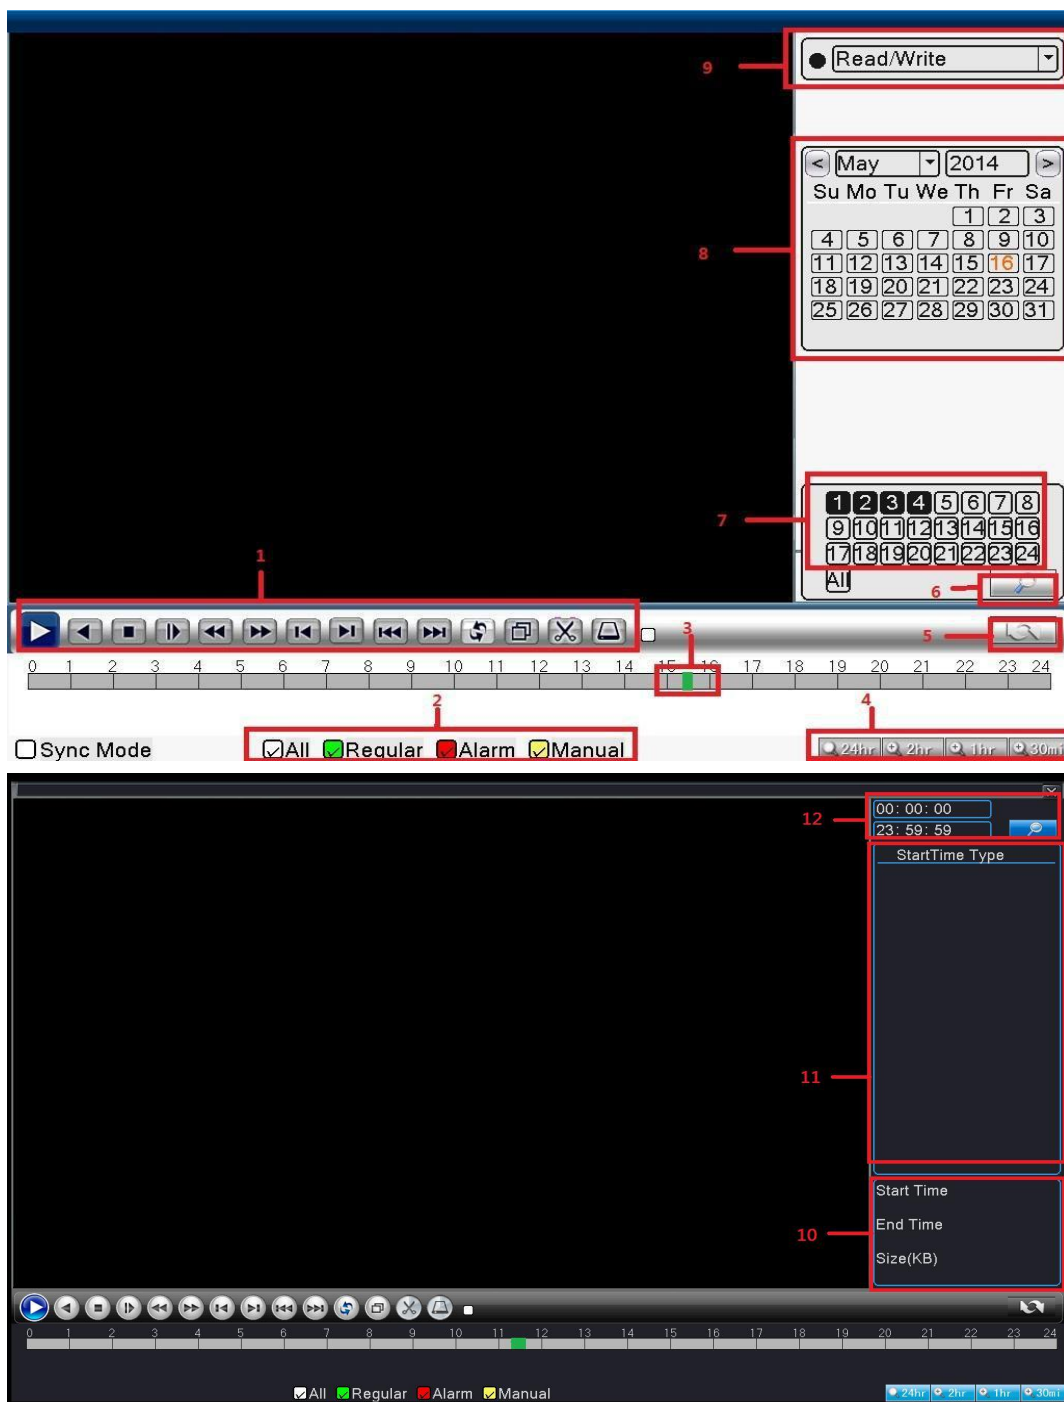 9
Read/Write
< May 2014 >
Su Mo Tu We Th Fr Sa
1 2 3
4 5 6 7 8 9 10
8
11 12 13 14 15 16 17
18 19 20 21 22 23 24
25 26 27 28 29 30 31
1 2 3 4 5 6 7 8
7
9 10 11 12 13 14 15 16
17 18 19 20 21 22 23 24
All
6
1
3
5
0 1 2 3 4 5 6 7 8 9 10 11 12 13 14 15 16 17 18 19 20 21 22 23 24
2
4
Sync Mode
All Regular Alarm Manual
24hr 2hr 1hr 30mi
12
00: 00: 00
23: 59: 59
StartTime Type
11
Start Time
End Time
10
Size(KB)
0 1 2 3 4 5 6 7 8 9 10 11 12 13 14 15 16 17 18 19 20 21 22 23 24
All Regular Alarm Manual
24hr 2hr 1hr 30mi